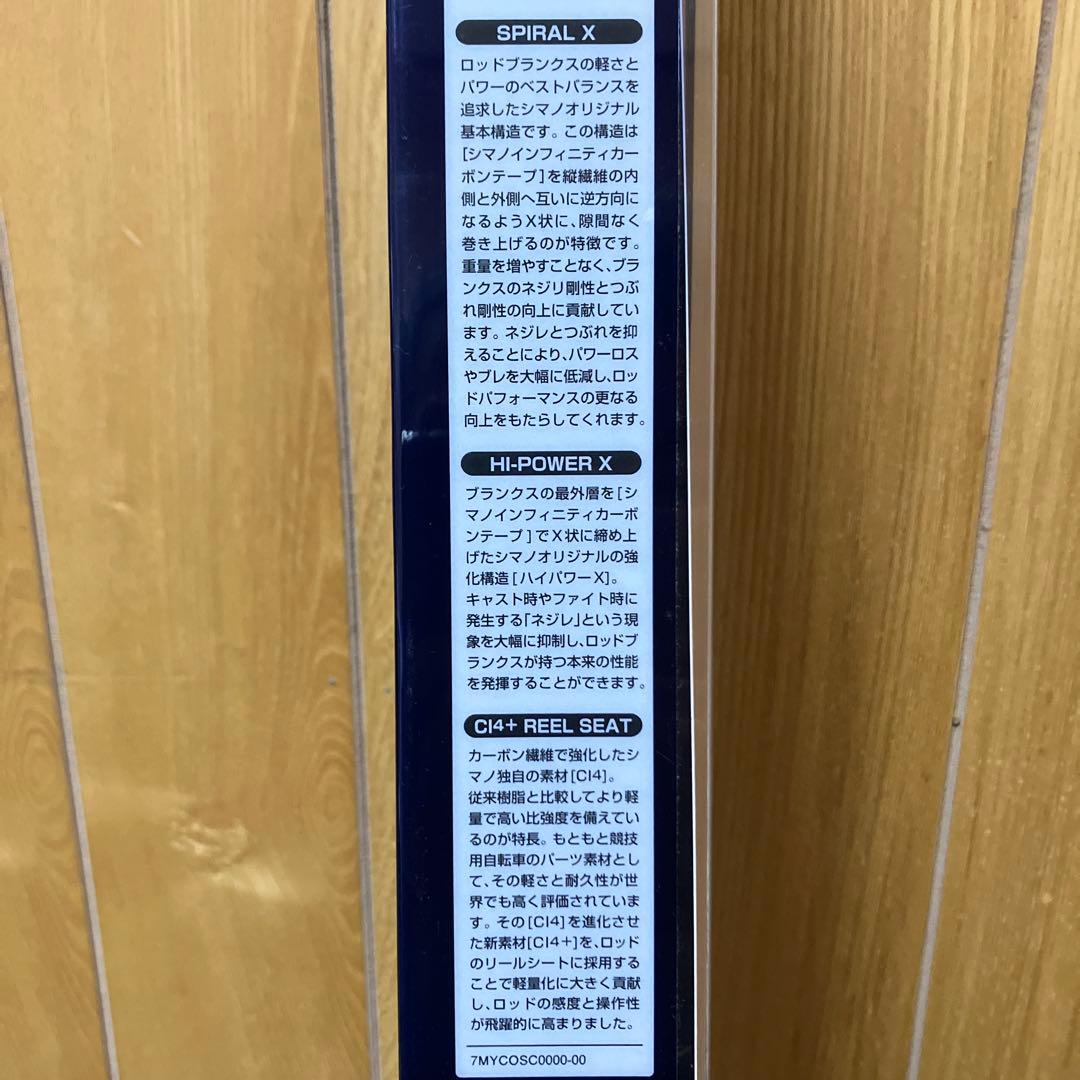 SPIRAL X
ロッドブランクスの軽さと
パワーのベストバランスを
追求したシマノオリジナル
基本構造です。この構造は
[シマノインフィニティカー
ボンテープ]を縦繊維の内
側と外側へ互いに逆方向に
なるようX状に、隙間なく
巻き上げるのが特徴です。
重量を増やすことなく、ブラ
ンクスのネジリ剛性とつぶ
れ剛性の向上に貢献してい
ます。ネジレとつぶれを抑
えることにより、パワーロス
やブレを大幅に低減し、ロッ
ドパフォーマンスの更なる
向上をもたらしてくれます。
HI-POWER X
ブランクスの最外層を[シ
マノインフィニティカーボ
ンテープ]でX状に締め上
げたシマノオリジナルの強
化構造[ハイパワーX]。
キャスト時やファイト時に
発生する「ネジレ」という現
象を大幅に抑制し、ロッドブ
ランクスが持つ本来の性能
を発揮することができます。
CI4+ REEL SEAT
カーボン繊維で強化したシ
マノ独自の素材[CI4]。
従来樹脂と比較してより軽
量で高い比強度を備えてい
るのが特長。もともと競技
用自転車のパーツ素材とし
て、その軽さと耐久性が世
界でも高く評価されていま
す。その[CI4]を進化させ
た新素材[CI4+]を、ロッド
のリールシートに採用する
ことで軽量化に大きく貢献
し、ロッドの感度と操作性
が飛躍的に高まりました。
7MYCOSC0000-00